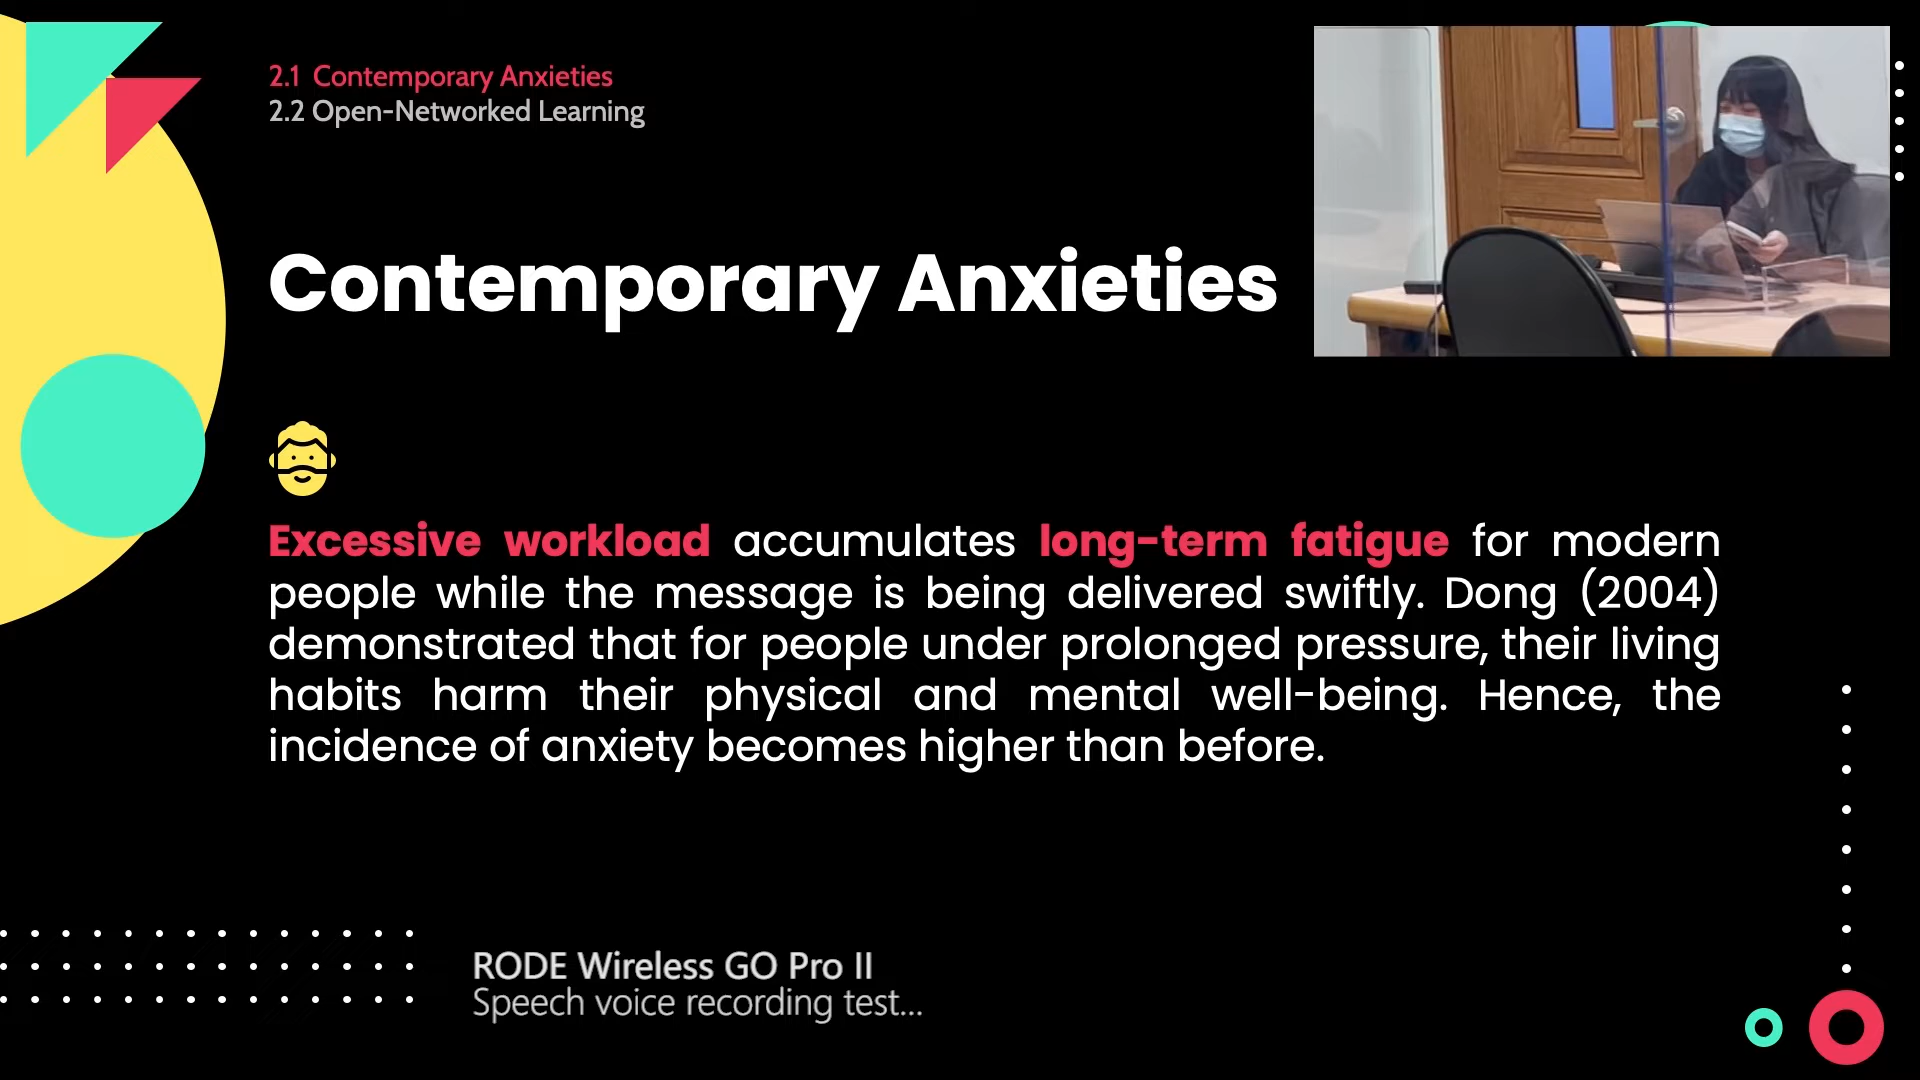 2.1 Contemporary Anxieties
2.2 Open-Networked Learning
Contemporary Anxieties
Excessive workload accumulates long-term fatigue for modern
people while the message is being delivered swiftly. Dong (2004)
demonstrated that for people under prolonged pressure, their living
habits harm their physical and mental well-being. Hence, the
incidence of anxiety becomes higher than before.
RODE Wireless GO Pro II
Speech voice recording test...